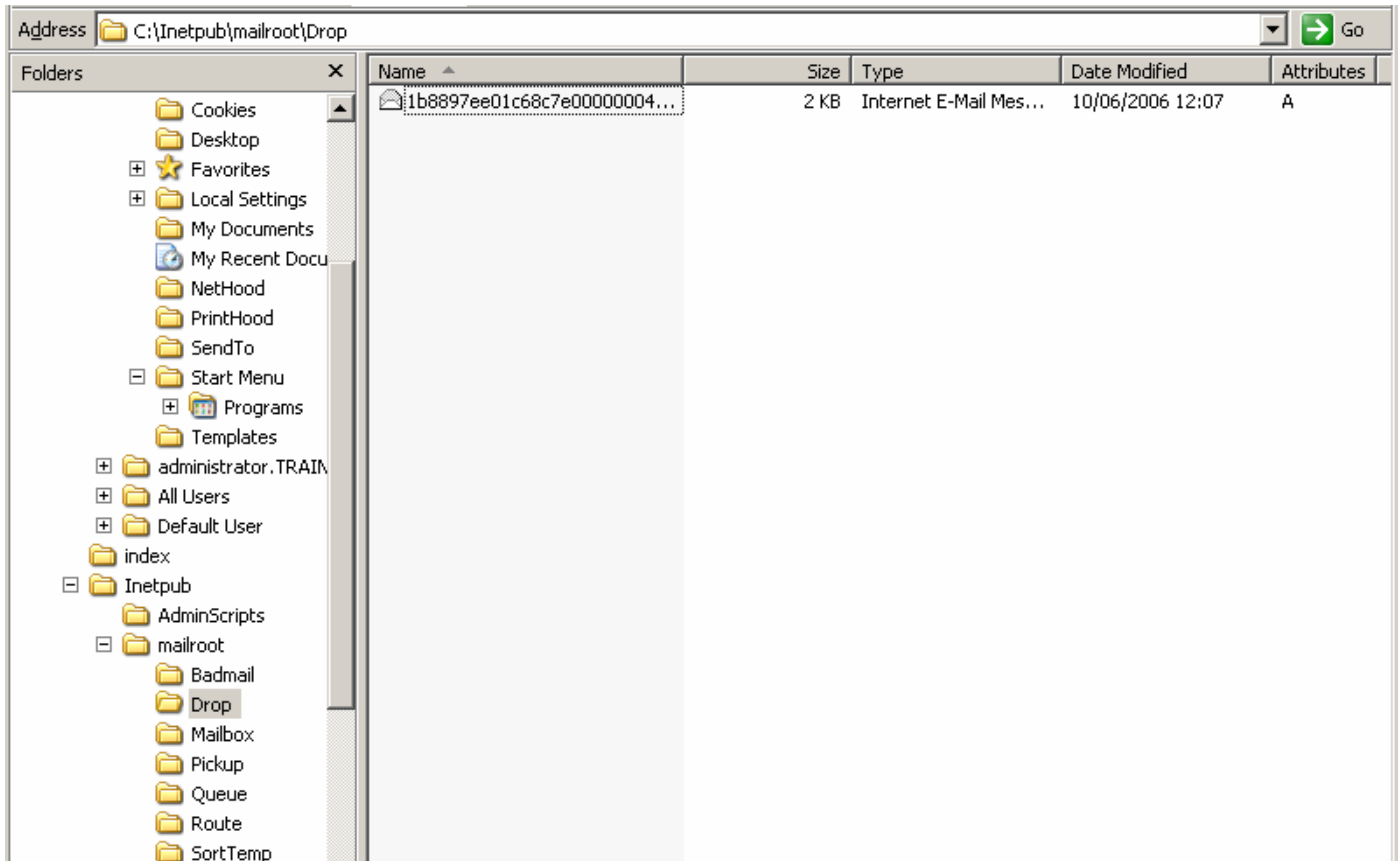 Address C:\Inetpub\mailroot\Drop Go
Folders
Cookies
Desktop
Favorites
Local Settings
My Documents
My Recent Docu
NetHood
PrintHood
SendTo
Start Menu
Programs
Templates
administrator.TRAIN
All Users
Default User
index
Inetpub
AdminScripts
mailroot
Badmail
Drop
Mailbox
Pickup
Queue
Route
SortTemp
Name Size Type Date Modified Attributes
1b8897ee01c68c7e00000004... 2 KB Internet E-Mail Mes... 10/06/2006 12:07 A